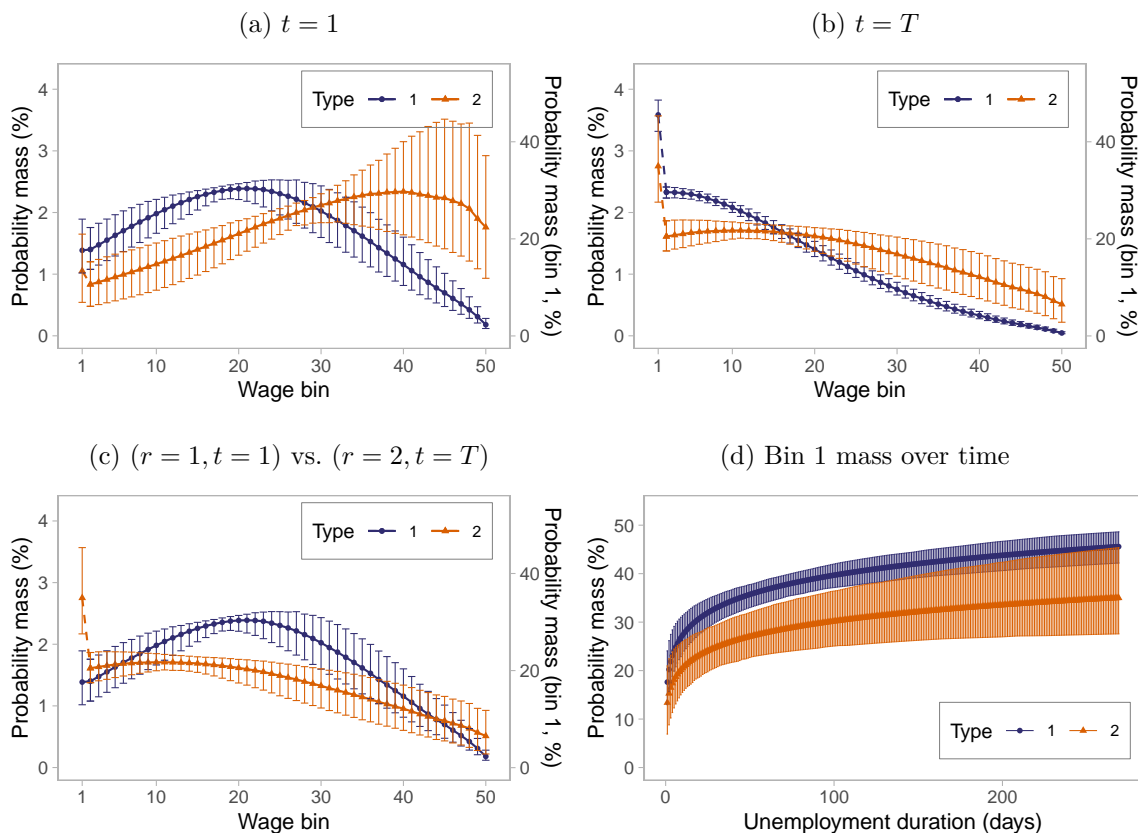 (a) t = 1
Probability mass (%)
4
3
2
1
0
Type 1 2
Probability mass (bin 1, %)
40
20
0
1 10 20 30 40 50
Wage bin
(b) t = T
Probability mass (%)
4
3
2
1
0
Type 1 2
Probability mass (bin 1, %)
40
20
0
1 10 20 30 40 50
Wage bin
(c) (r = 1, t = 1) vs. (r = 2, t = T)
Probability mass (%)
4
3
2
1
0
Type 1 2
Probability mass (bin 1, %)
40
20
0
1 10 20 30 40 50
Wage bin
(d) Bin 1 mass over time
Probability mass (%)
50
40
30
20
10
0
Type 1 2
0 100 200
Unemployment duration (days)